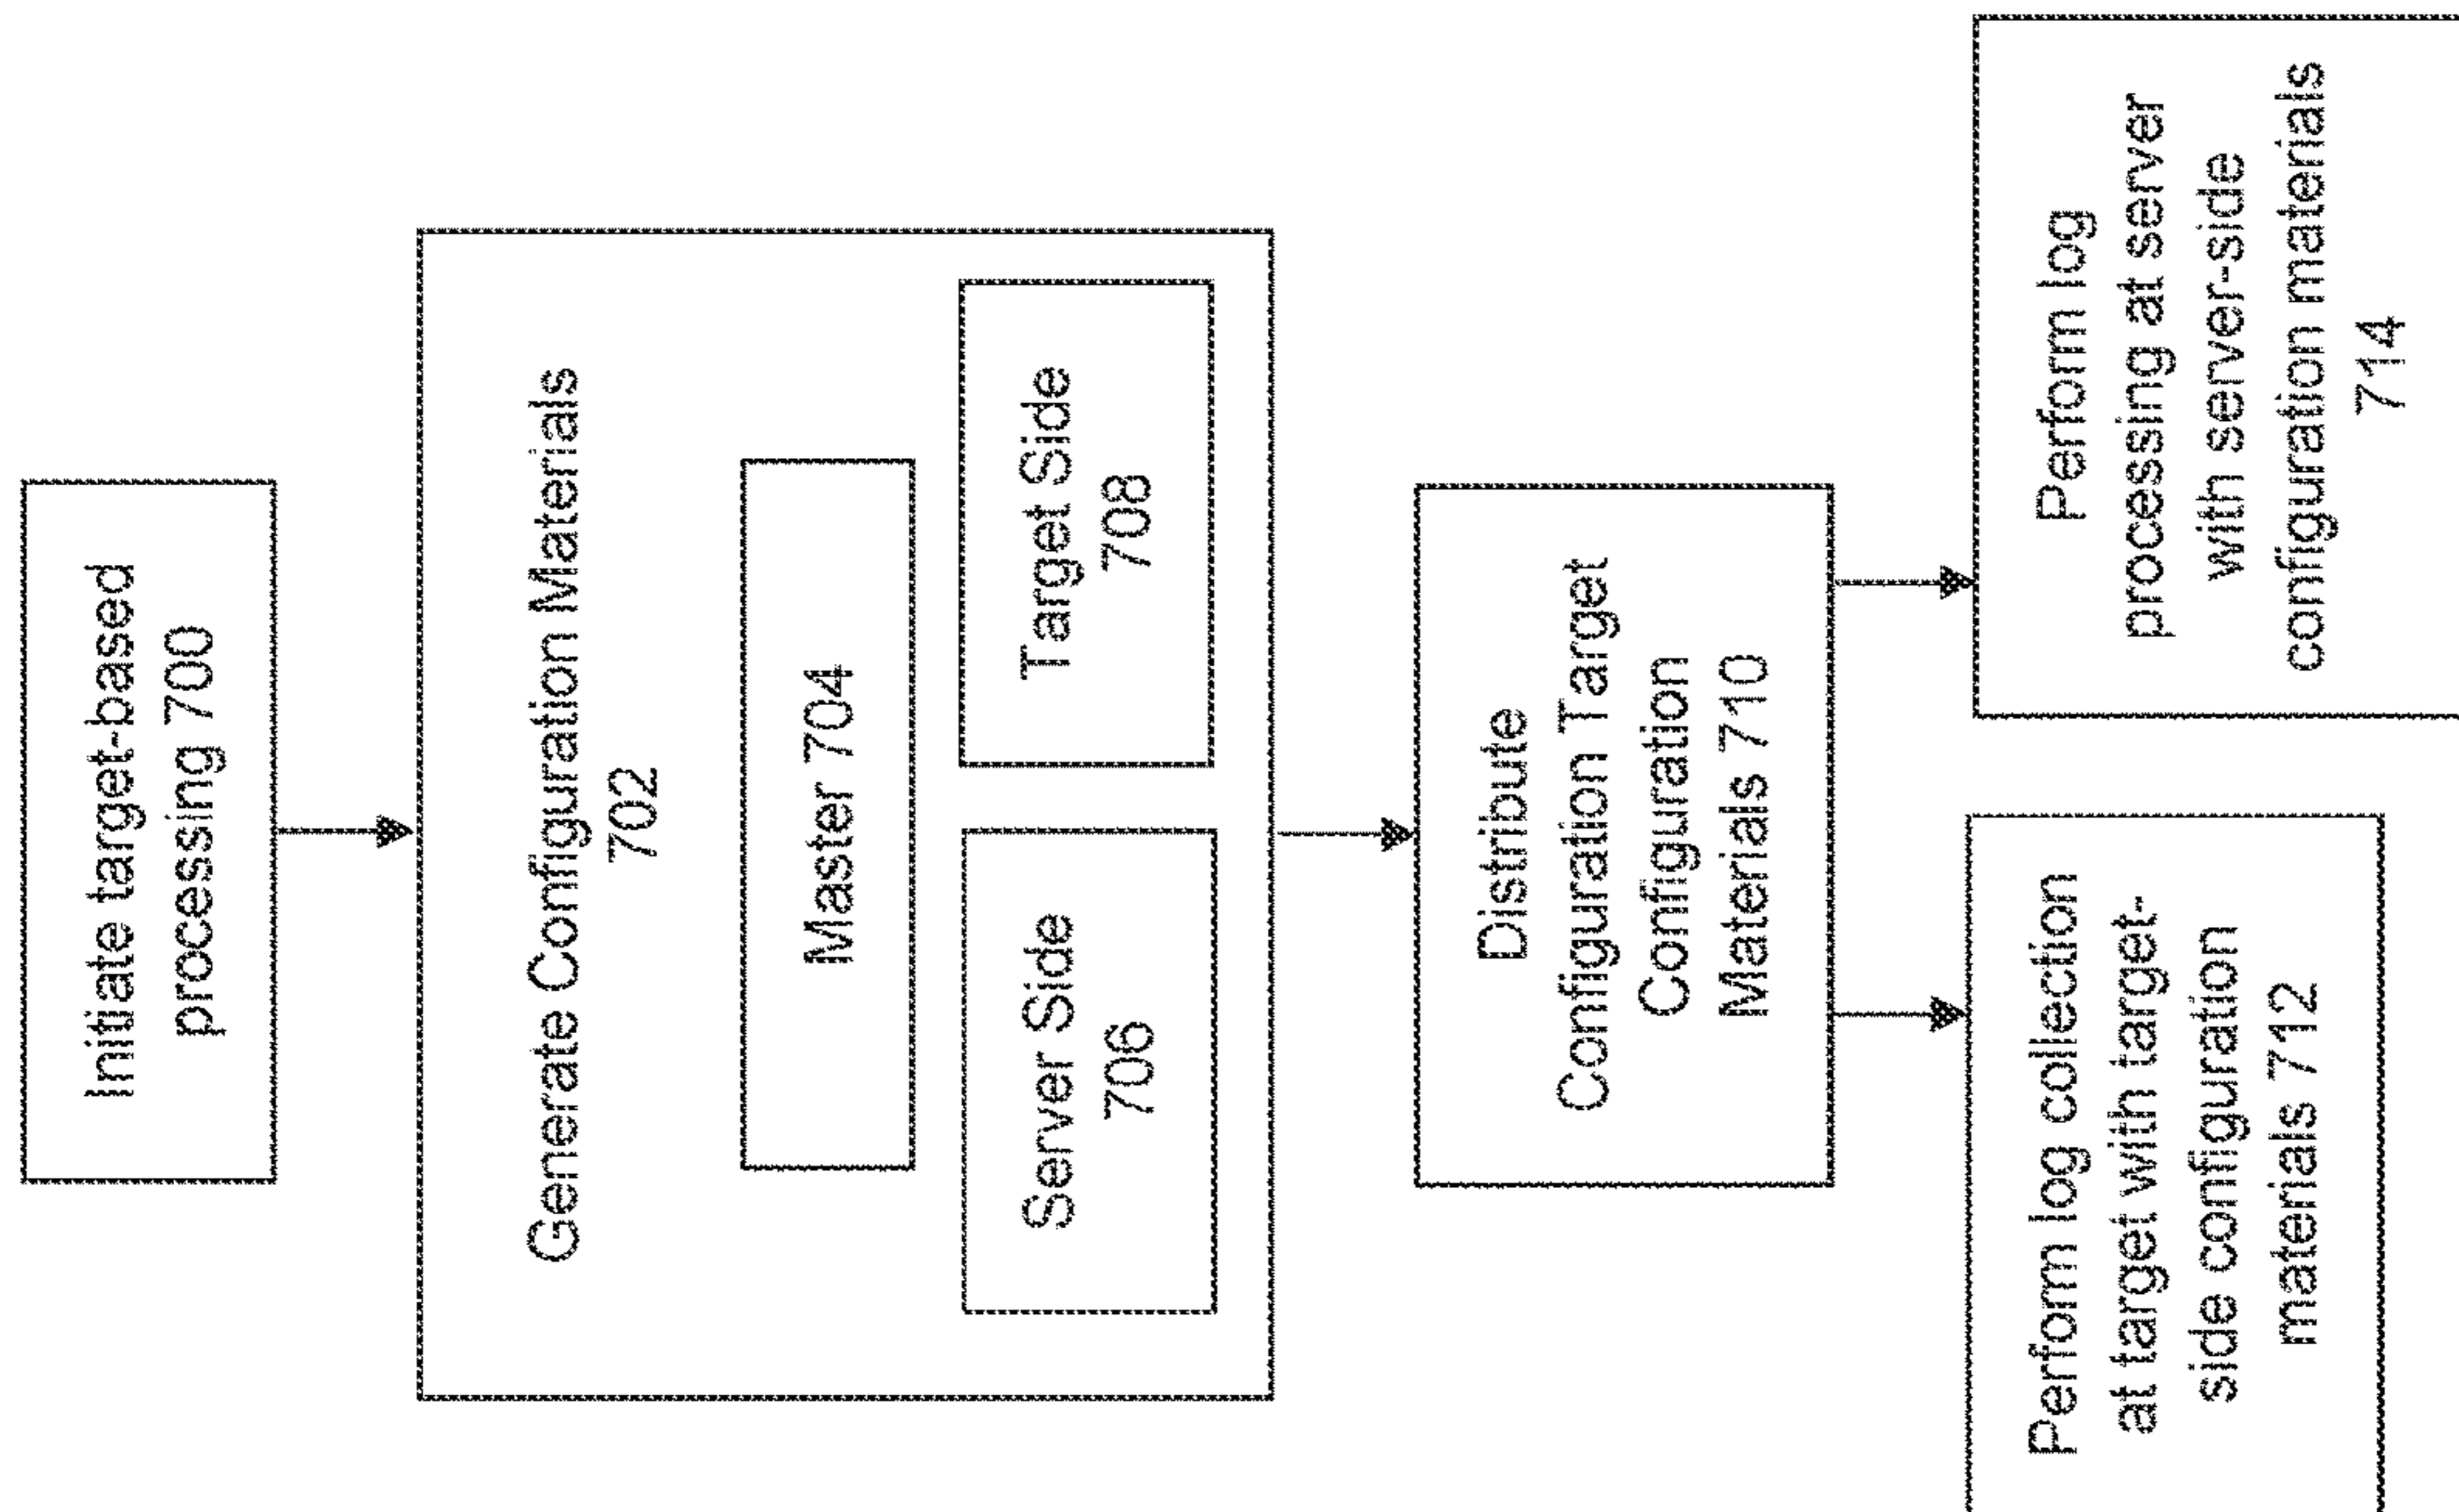 Initiate target-based
processing 700
Generate Configuration Materials
702
Master 704
Server Side
706
Target Side
708
Distribute
Configuration Target
Configuration
Materials 710
Perform log collection
at target with target-
side configuration
materials 712
Perform log
processing at server
with server-side
configuration materials
714